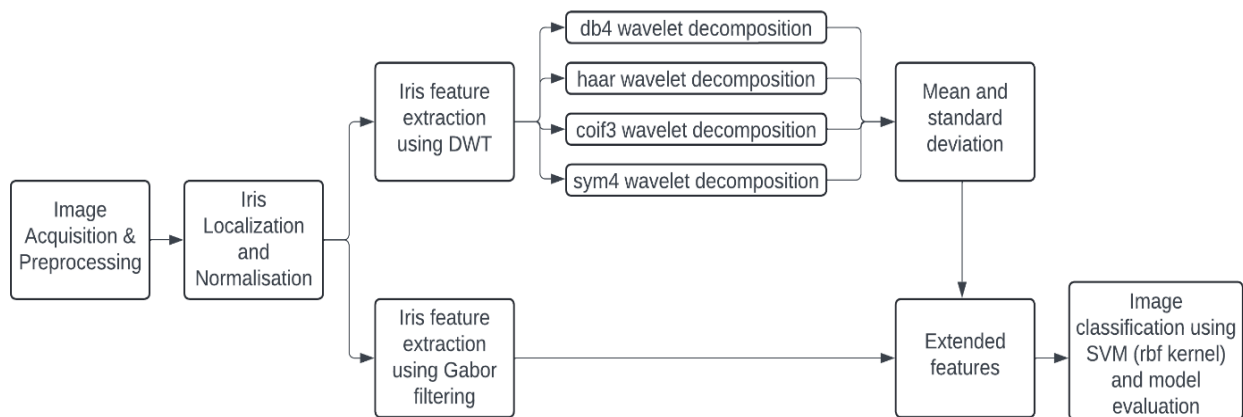 Image
Acquisition &
Preprocessing
Iris
Localization
and
Normalisation
Iris feature
extraction
using DWT
db4 wavelet decomposition
haar wavelet decomposition
coif3 wavelet decomposition
sym4 wavelet decomposition
Mean and
standard
deviation
Iris feature
extraction
using Gabor
filtering
Extended
features
Image
classification using
SVM (rbf kernel)
and model
evaluation